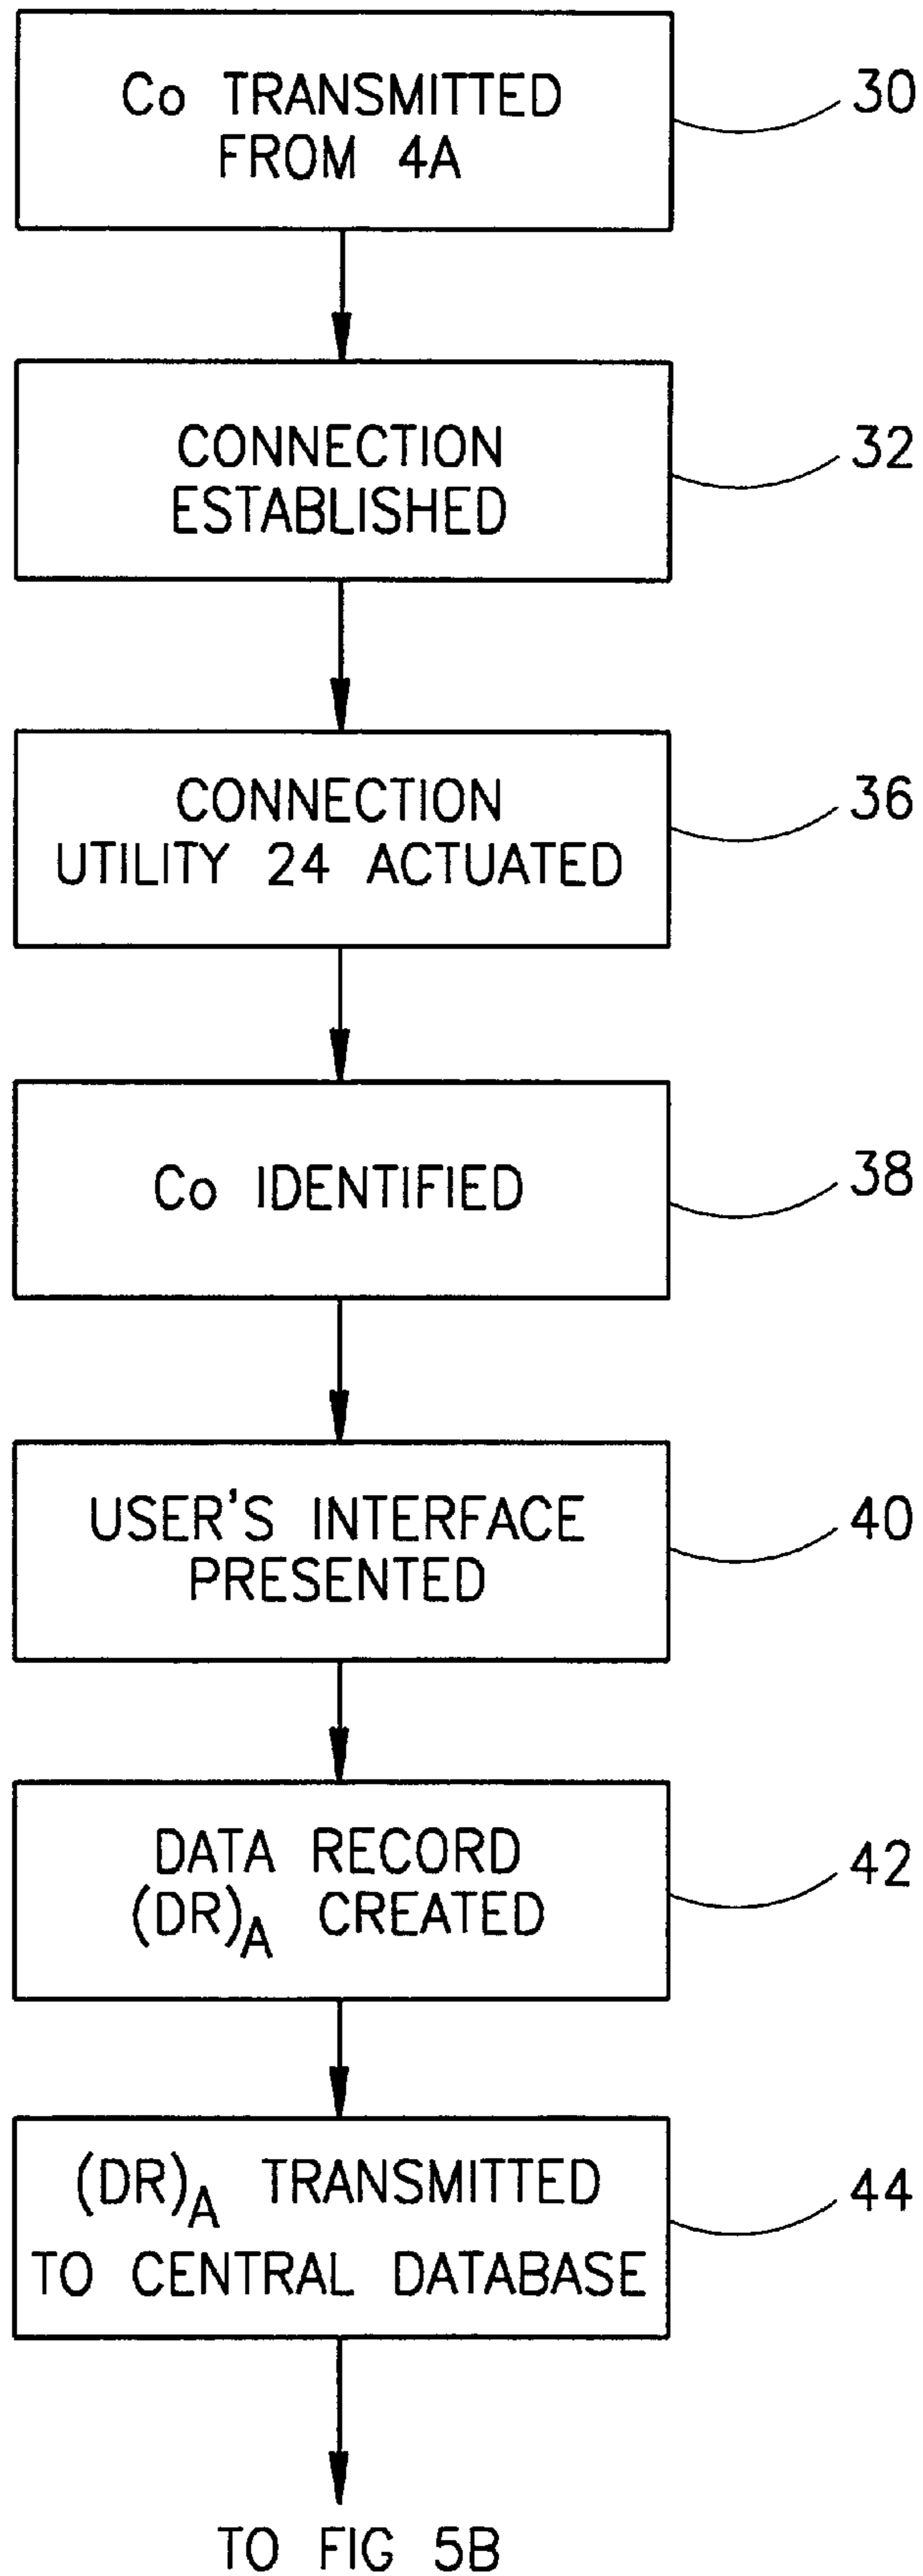 Co TRANSMITTED
FROM 4A
30
CONNECTION
ESTABLISHED
32
CONNECTION
UTILITY 24 ACTUATED
36
Co IDENTIFIED
38
USER'S INTERFACE
PRESENTED
40
DATA RECORD
(DR)A CREATED
42
(DR)A TRANSMITTED
TO CENTRAL DATABASE
44
TO FIG 5B